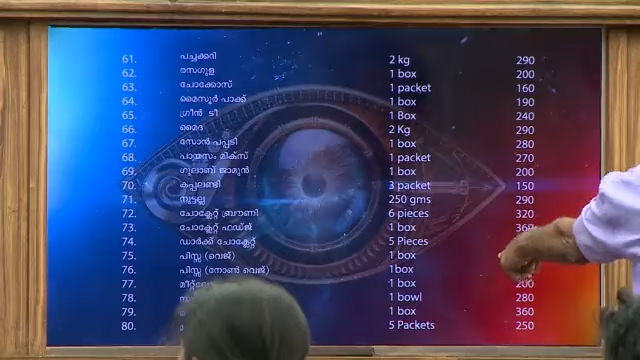 61. പച്ചക്കറി 2 kg 290
62. രസഗുള 1 box 200
63. ചോക്കോസ് 1 packet 160
64. മൈസൂർ പാക്ക് 1 box 190
65. ഗ്രീൻ ടീ 1 Box 240
66. മൈദ 2 Kg 290
67. സോൻ പപ്പടി 1 box 280
68. പായസം മിക്സ് 1 packet 270
69. ഗുലാബ് ജാമുൻ 1 box 200
70. കപ്പലണ്ടി 3 packet 150
71. നുട്ടല്ല 250 gms 290
72. ചോക്ലേറ്റ് ബ്രൗണി 6 pieces 320
73. ചോക്ലേറ്റ് ഫഡ്ജ് 1 box 360
74. ഡാർക്ക് ചോക്ലേറ്റ് 5 Pieces
75. പിസ്സ (വെജ്) 1 box
76. പിസ്സ (നോൺ വെജ്) 1box
77. 1 box 200
78. 1 bowl 280
79. 1 box 360
80. 5 Packets 250